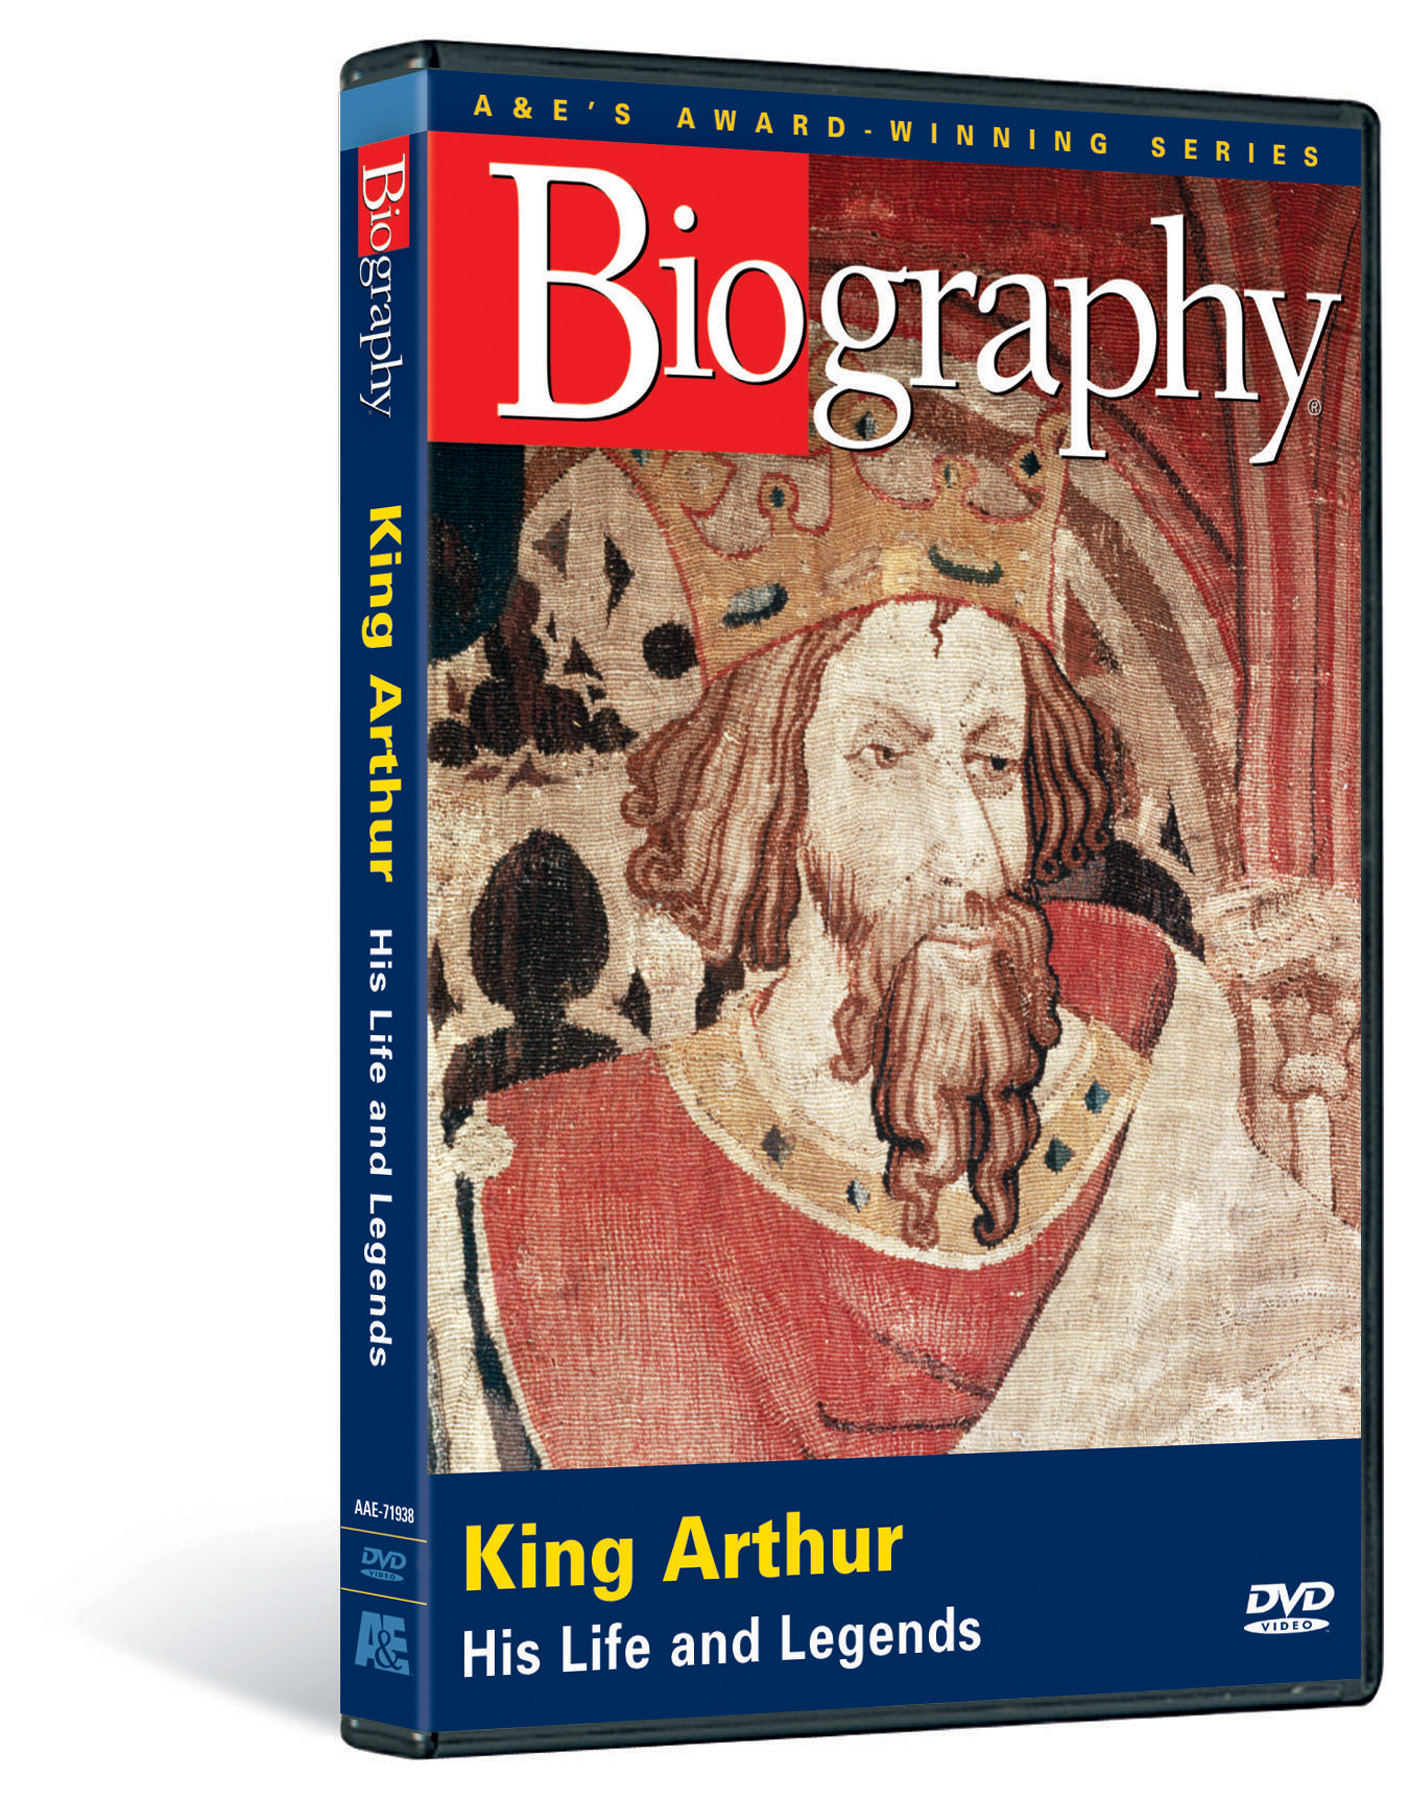 A&E'S AWARD-WINNING SERIES
Biography®
King Arthur
His Life and Legends
DVD
VIDEO
Biography
King Arthur His Life and Legends
AAE-71938
DVD
VIDEO
A&E